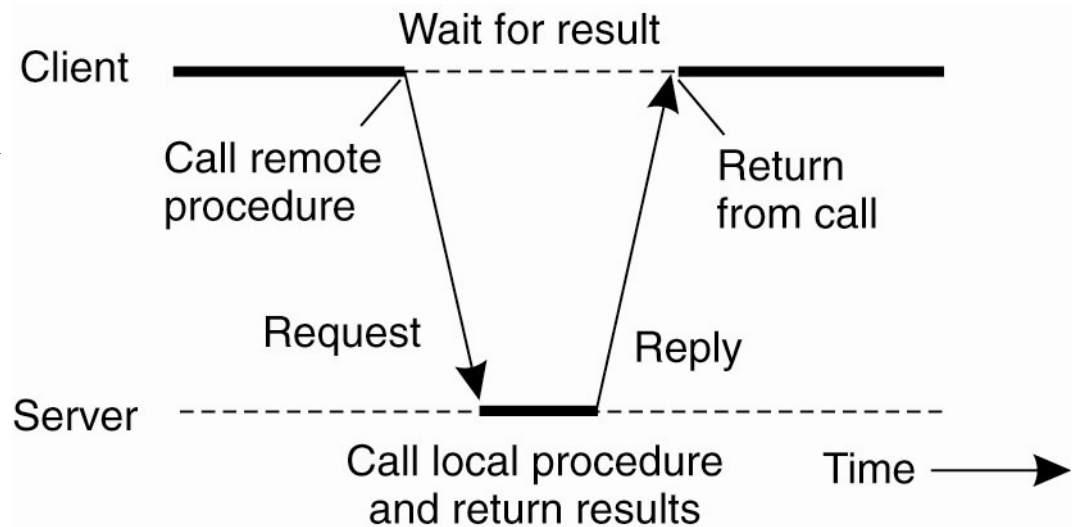 Wait for result
Client
Call remote
procedure
Return
from call
Request
Reply
Server
Call local procedure
and return results
Time